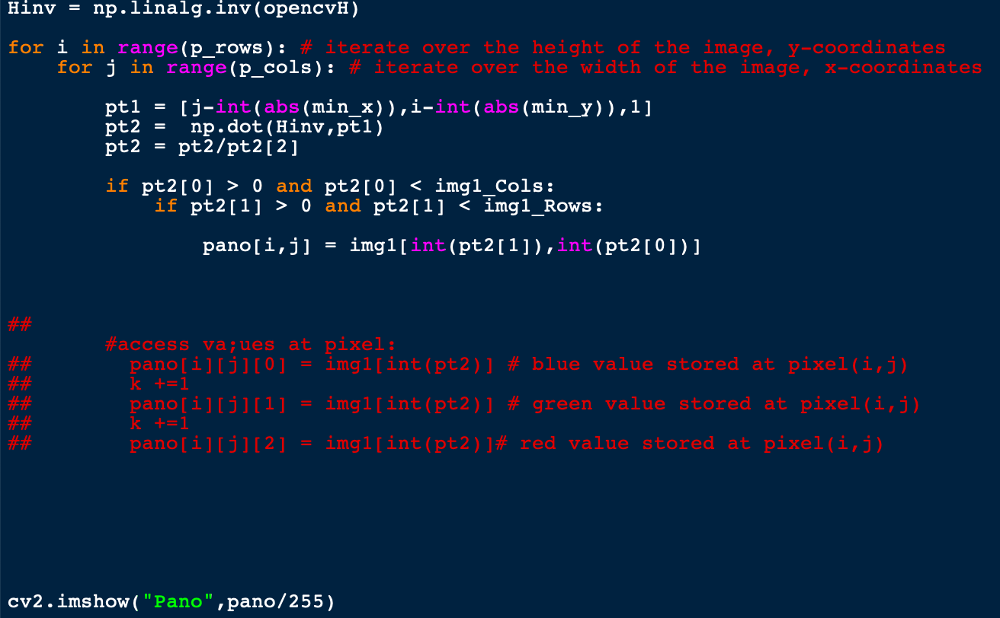 Hinv = np.linalg.inv(opencvH)
for i in range(p_rows): # iterate over the height of the image, y-coordinates
    for j in range(p_cols): # iterate over the width of the image, x-coordinates
        pt1 = [j-int(abs(min_x)),i-int(abs(min_y)),1]
        pt2 =  np.dot(Hinv,pt1)
        pt2 = pt2/pt2[2]
        if pt2[0] > 0 and pt2[0] < img1_Cols:
            if pt2[1] > 0 and pt2[1] < img1_Rows:
                pano[i,j] = img1[int(pt2[1]),int(pt2[0])]
##
        #access va;ues at pixel:
##        pano[i][j][0] = img1[int(pt2)] # blue value stored at pixel(i,j)
##        k +=1
##        pano[i][j][1] = img1[int(pt2)] # green value stored at pixel(i,j)
##        k +=1
##        pano[i][j][2] = img1[int(pt2)]# red value stored at pixel(i,j)
cv2.imshow("Pano",pano/255)